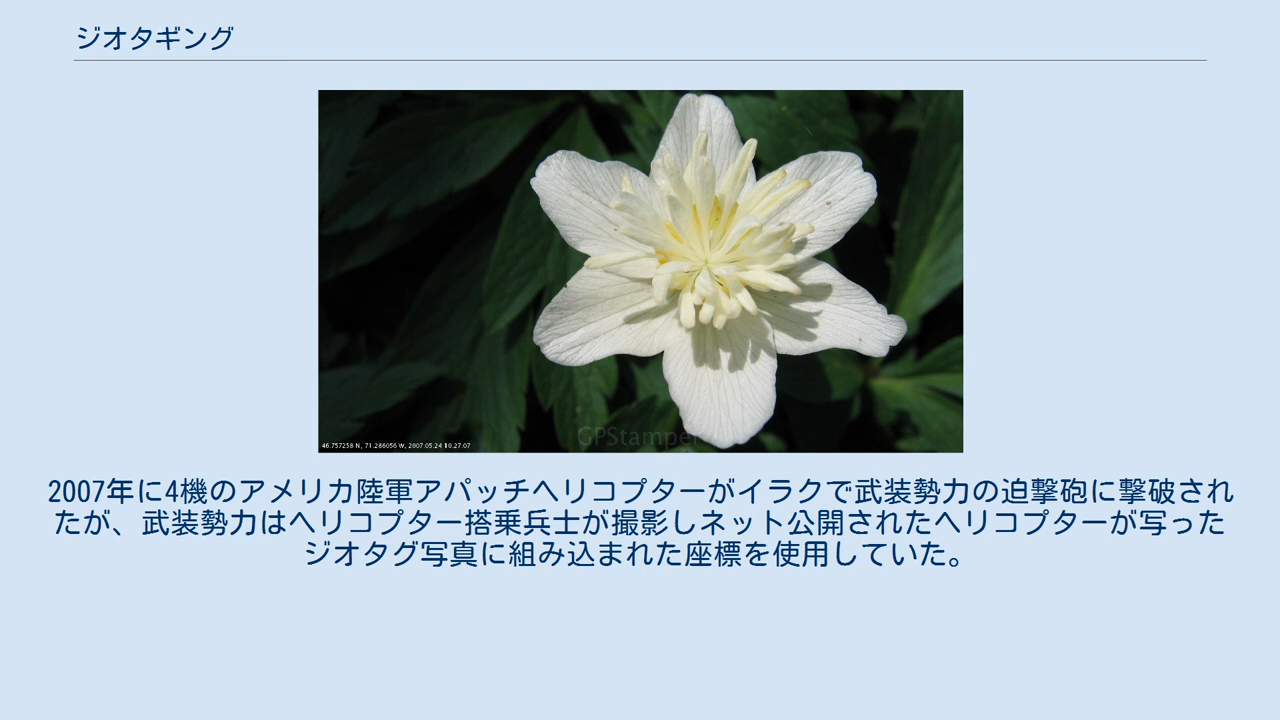 ジオタギング
GPStamper
46.757258 N, 71.286056 W, 2007.05.24 10.27.07
2007年に4機のアメリカ陸軍アパッチヘリコプターがイラクで武装勢力の迫撃砲に撃破され
たが、武装勢力はヘリコプター搭乗兵士が撮影しネット公開されたヘリコプターが写った
ジオタグ写真に組み込まれた座標を使用していた。